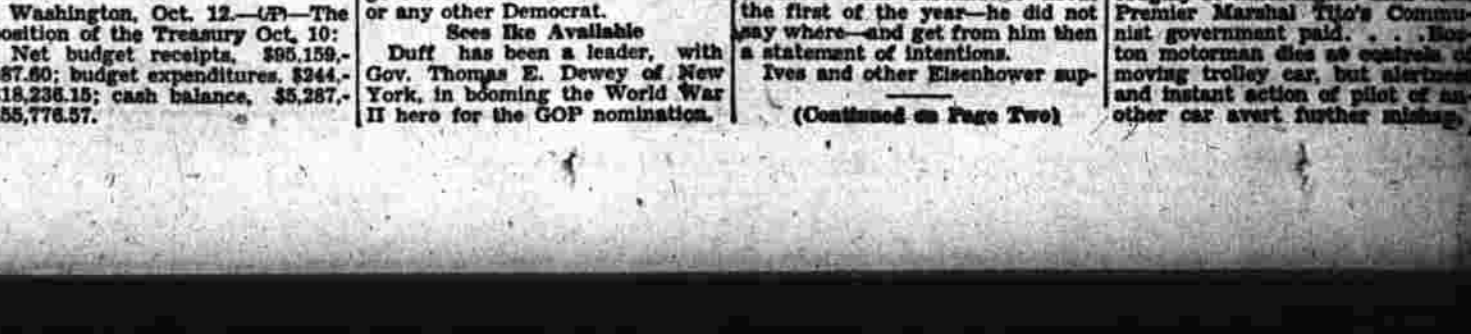 Washington, Oct. 12.—(AP)—The
osition of the Treasury Oct. 10:
Net budget receipts, $95,159,-
87.60; budget expenditures, $244,-
18,236.15; cash balance, $5,287,-
55,776.57.
or any other Democrat.
Sees Ike Available
Duff has been a leader, with
Gov. Thomas E. Dewey of New
York, in booming the World War
II hero for the GOP nomination.
the first of the year—he did not
say where—and get from him then
a statement of intentions.
Ives and other Eisenhower sup-
(Continued on Page Two)
Premier Marshal Tito's Commu-
nist government paid. . . . Bos-
ton motorman dies at controls of
moving trolley car, but alertness
and instant action of pilot of an-
other car avert further mishap.